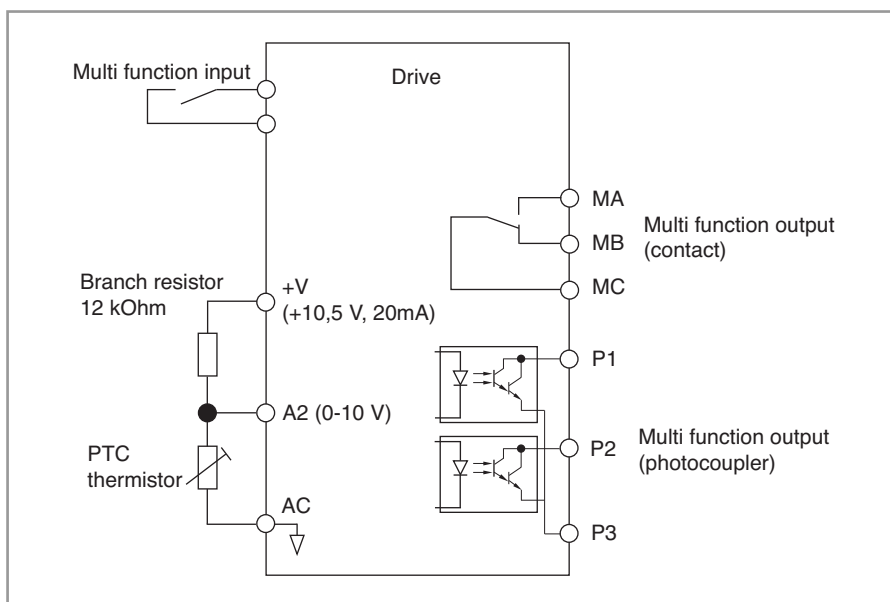 Multi function input
Drive
MA
MB
MC
Multi function output
(contact)
Branch resistor
12 kOhm
+V
(+10,5 V, 20mA)
A2 (0-10 V)
PTC
thermistor
AC
P1
P2
P3
Multi function output
(photocoupler)